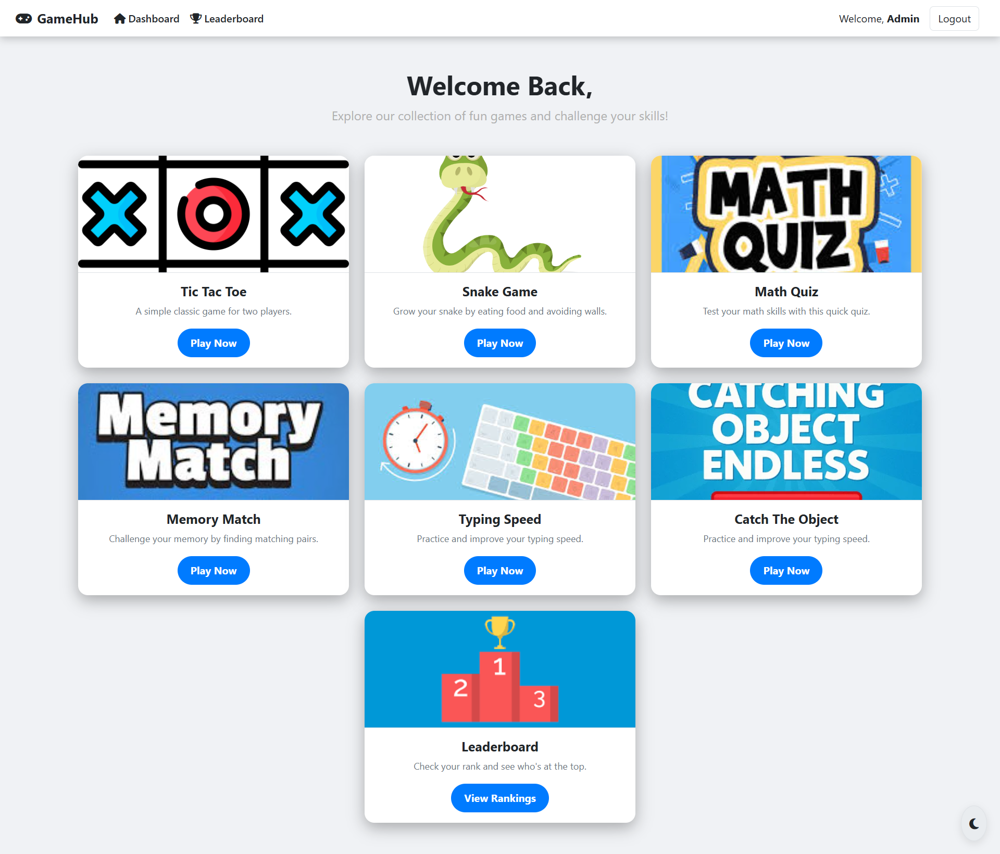 GameHub Dashboard Leaderboard Welcome, Admin Logout
Welcome Back,
Explore our collection of fun games and challenge your skills!
MATH
QUIZ
Tic Tac Toe
A simple classic game for two players.
Play Now
Snake Game
Grow your snake by eating food and avoiding walls.
Play Now
Math Quiz
Test your math skills with this quick quiz.
Play Now
Memory
Match
Memory Match
Challenge your memory by finding matching pairs.
Play Now
Typing Speed
Practice and improve your typing speed.
Play Now
CATCHING
OBJECT
ENDLESS
Catch The Object
Practice and improve your typing speed.
Play Now
1
2
3
Leaderboard
Check your rank and see who's at the top.
View Rankings